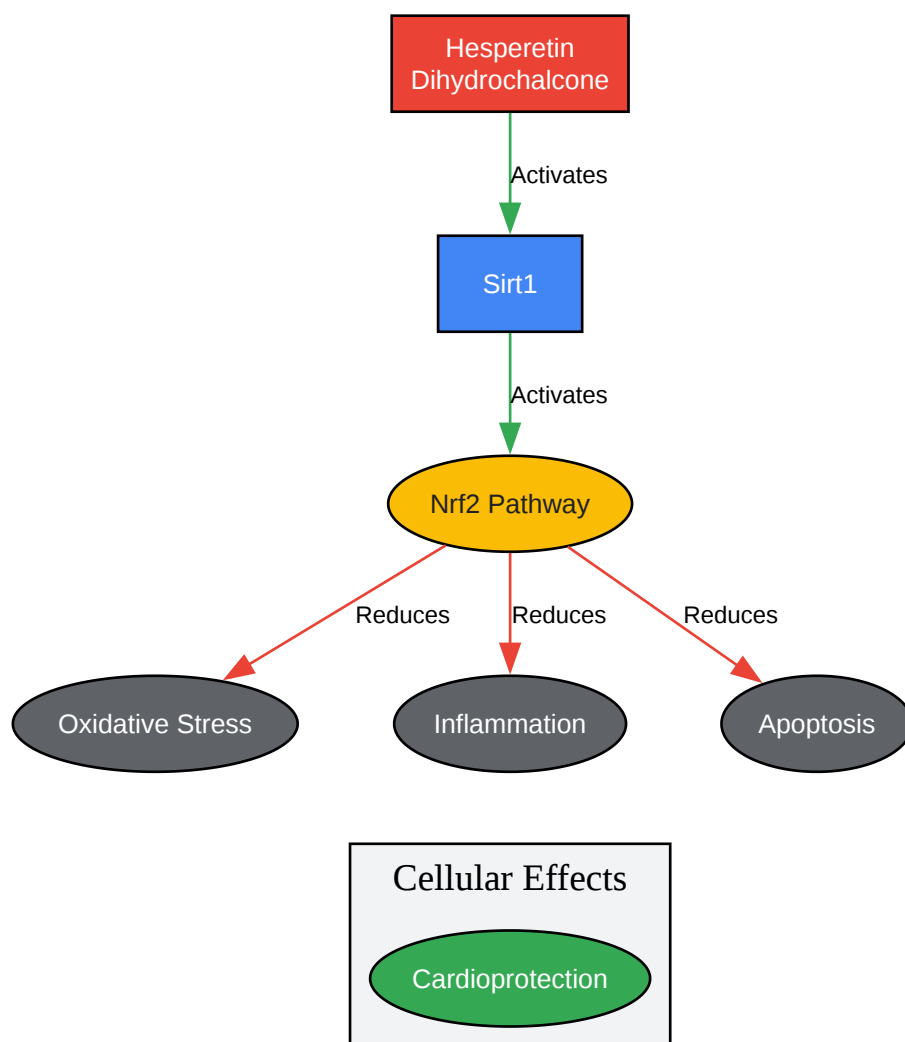 Hesperetin
Dihydrochalcone
Activates
Sirt1
Activates
Nrf2 Pathway
Reduces
Reduces
Reduces
Oxidative Stress
Inflammation
Apoptosis
Cellular Effects
Cardioprotection